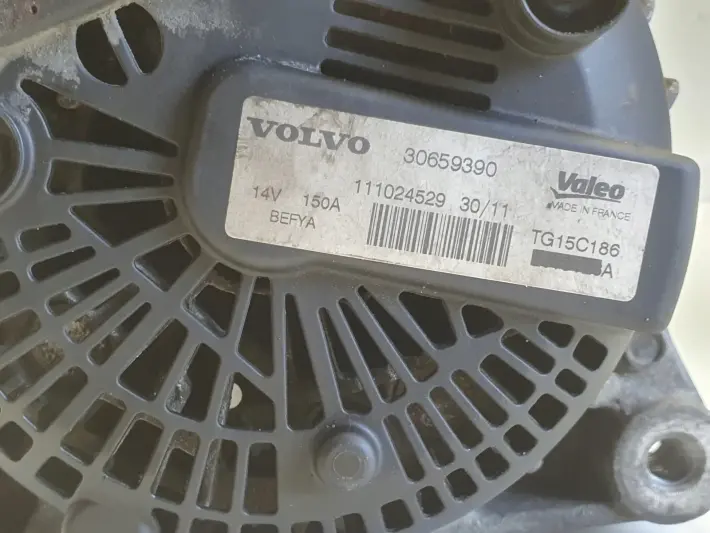 VOLVO 30659390
14V 150A 111024529 30/11
BEFYA
Valeo
MADE IN FRANCE
TG15C186
A